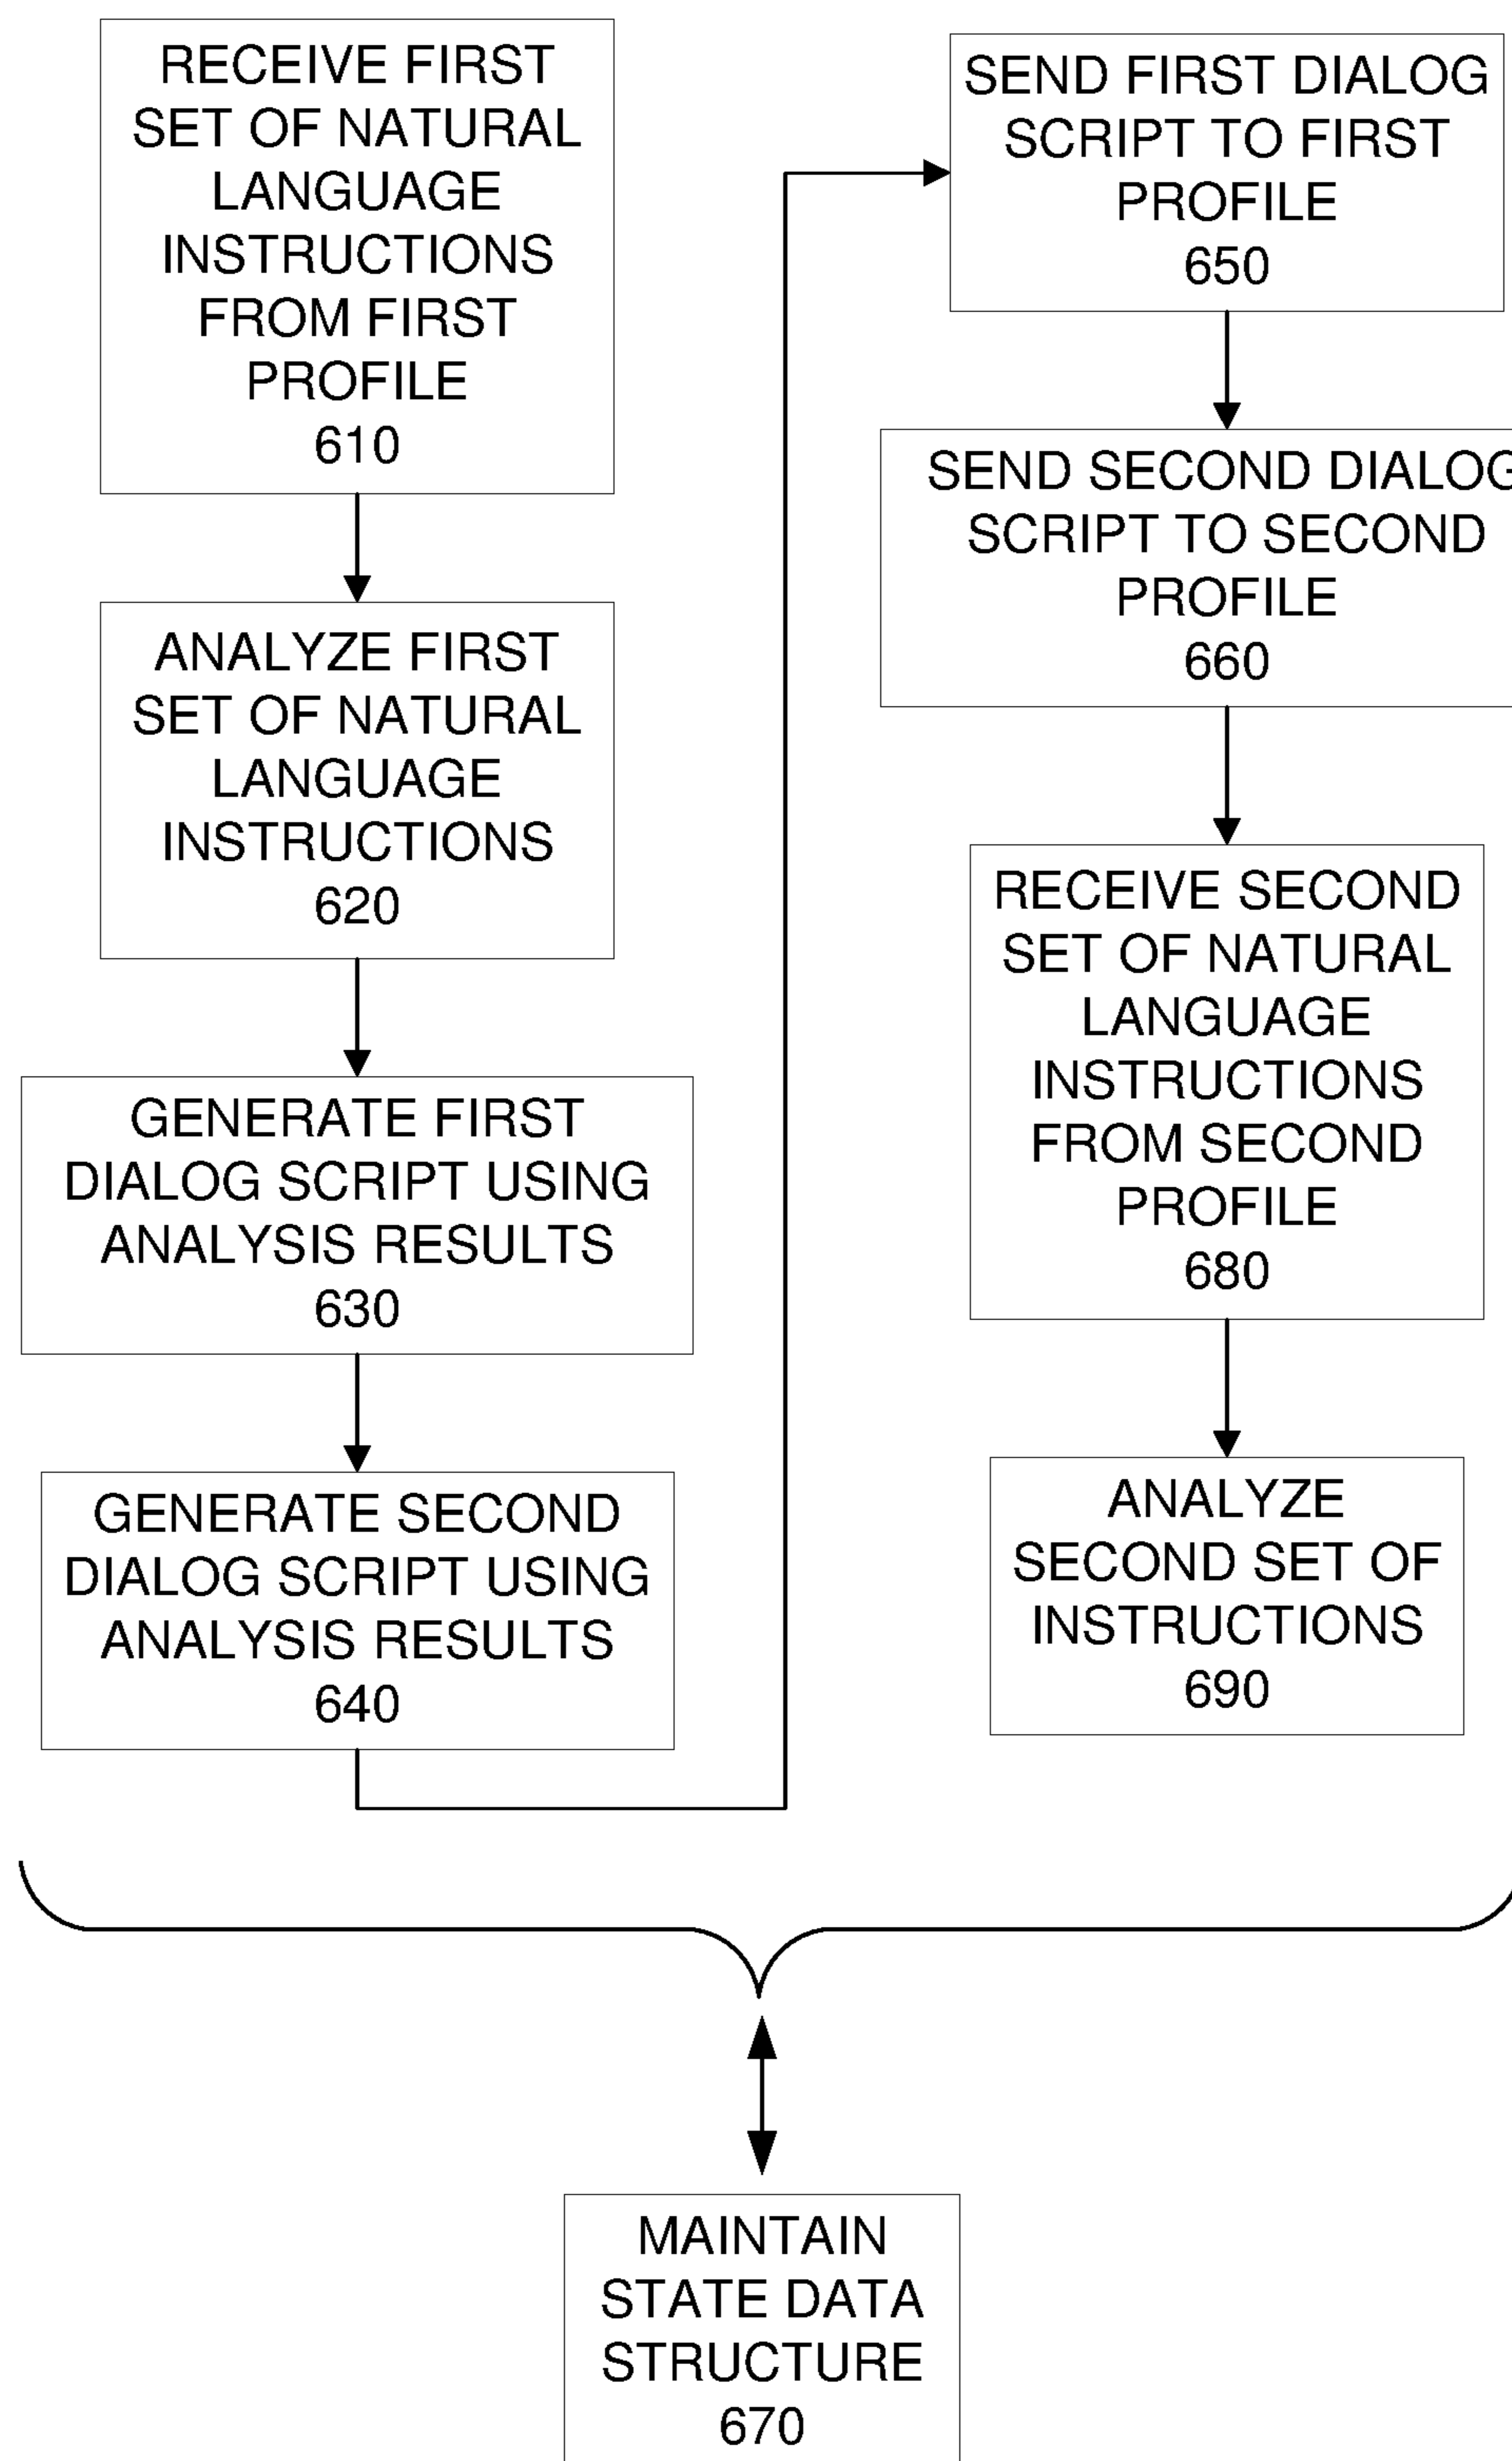 RECEIVE FIRST
SET OF NATURAL
LANGUAGE
INSTRUCTIONS
FROM FIRST
PROFILE
610
ANALYZE FIRST
SET OF NATURAL
LANGUAGE
INSTRUCTIONS
620
GENERATE FIRST
DIALOG SCRIPT USING
ANALYSIS RESULTS
630
GENERATE SECOND
DIALOG SCRIPT USING
ANALYSIS RESULTS
640
SEND FIRST DIALOG
SCRIPT TO FIRST
PROFILE
650
SEND SECOND DIALOG
SCRIPT TO SECOND
PROFILE
660
RECEIVE SECOND
SET OF NATURAL
LANGUAGE
INSTRUCTIONS
FROM SECOND
PROFILE
680
ANALYZE
SECOND SET OF
INSTRUCTIONS
690
MAINTAIN
STATE DATA
STRUCTURE
670